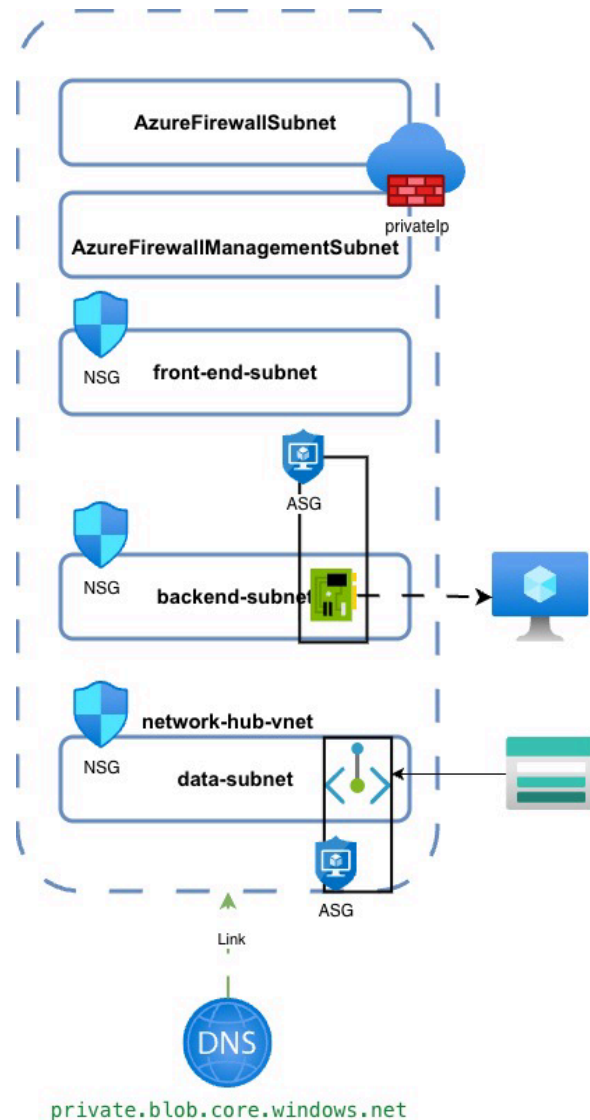 AzureFirewallSubnet
privateIp
AzureFirewallManagementSubnet
NSG
front-end-subnet
ASG
NSG
backend-subnet
network-hub-vnet
NSG
data-subnet
ASG
Link
DNS
private.blob.core.windows.net